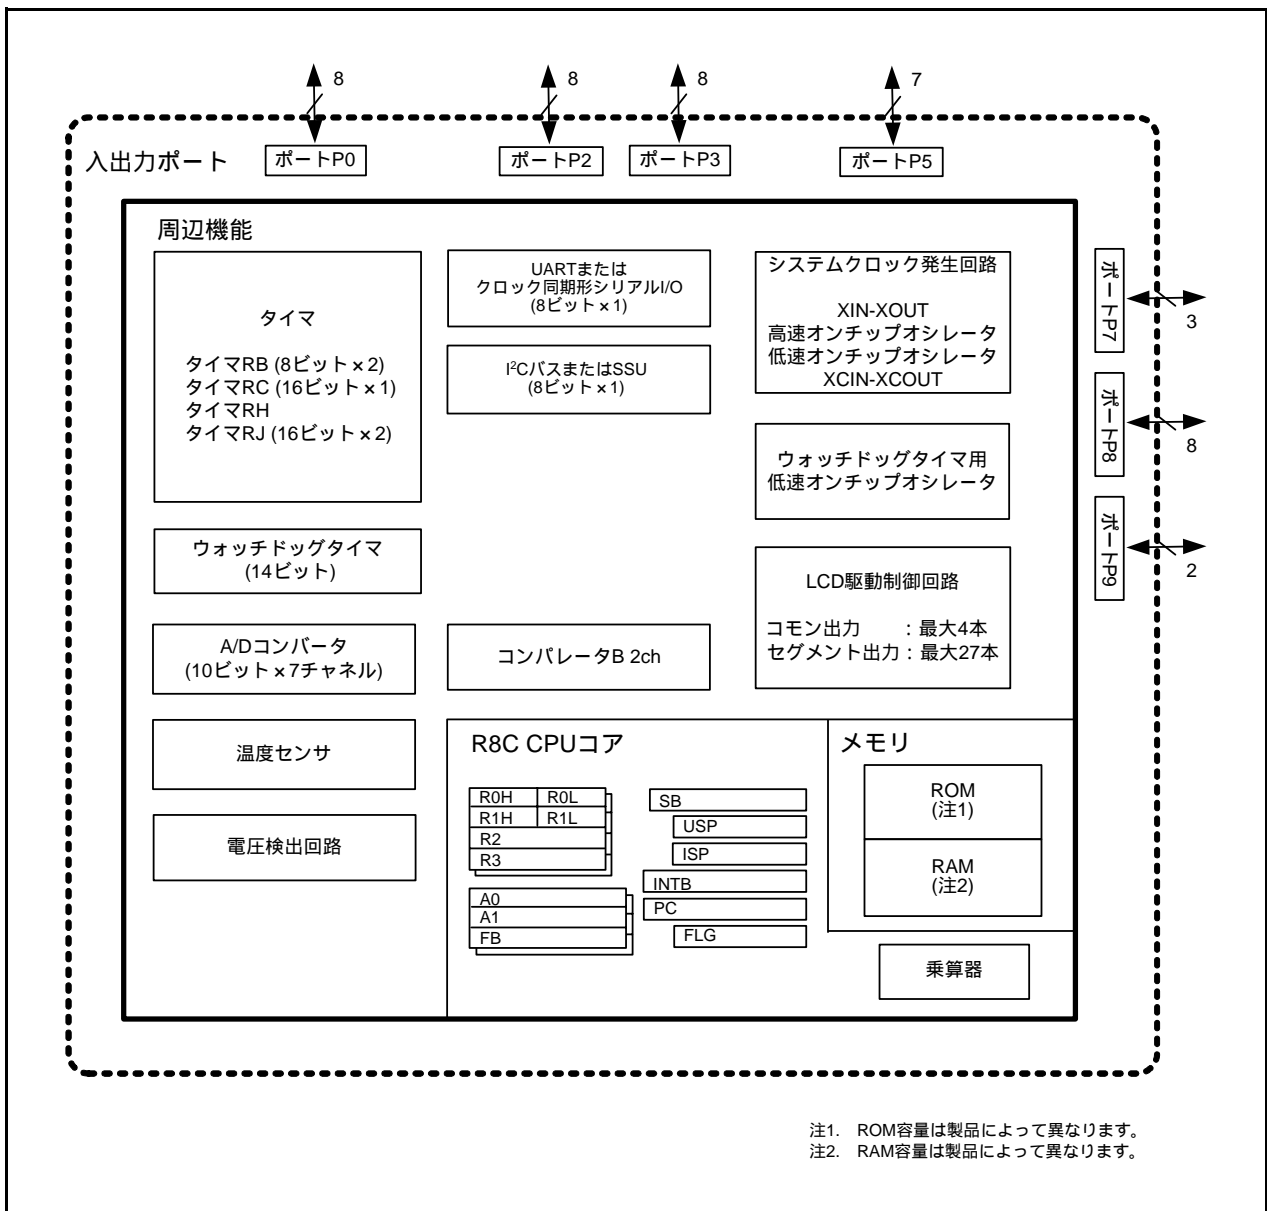 8
8
8
7
入出力ポート
ポートP0
ポートP2
ポートP3
ポートP5
周辺機能
タイマ
タイマRB (8ビット×2)
タイマRC (16ビット×1)
タイマRH
タイマRJ (16ビット×2)
ウォッチドッグタイマ
(14ビット)
A/Dコンバータ
(10ビット×7チャネル)
温度センサ
電圧検出回路
UARTまたは
クロック同期形シリアルI/O
(8ビット×1)
I²CバスまたはSSU
(8ビット×1)
コンパレータB 2ch
システムクロック発生回路
XIN-XOUT
高速オンチップオシレータ
低速オンチップオシレータ
XCIN-XCOUT
ウォッチドッグタイマ用
低速オンチップオシレータ
LCD駆動制御回路
コモン出力 ：最大4本
セグメント出力：最大27本
ポートP7
3
ポートP8
8
ポートP9
2
R8C CPUコア
R0H R0L
R1H R1L
R2
R3
A0
A1
FB
SB
USP
ISP
INTB
PC
FLG
メモリ
ROM
(注1)
RAM
(注2)
乗算器
注1. ROM容量は製品によって異なります。
注2. RAM容量は製品によって異なります。